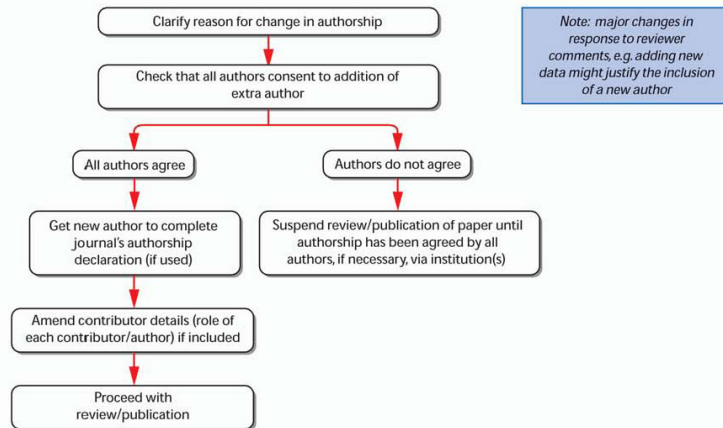 Clarify reason for change in authorship
Note: major changes in
response to reviewer
comments, e.g. adding new
data might justify the inclusion
of a new author
Check that all authors consent to addition of
extra author
All authors agree
Authors do not agree
Get new author to complete
journal's authorship
declaration (if used)
Suspend review/publication of paper until
authorship has been agreed by all
authors, if necessary, via institution(s)
Amend contributor details (role of
each contributor/author) if included
Proceed with
review/publication